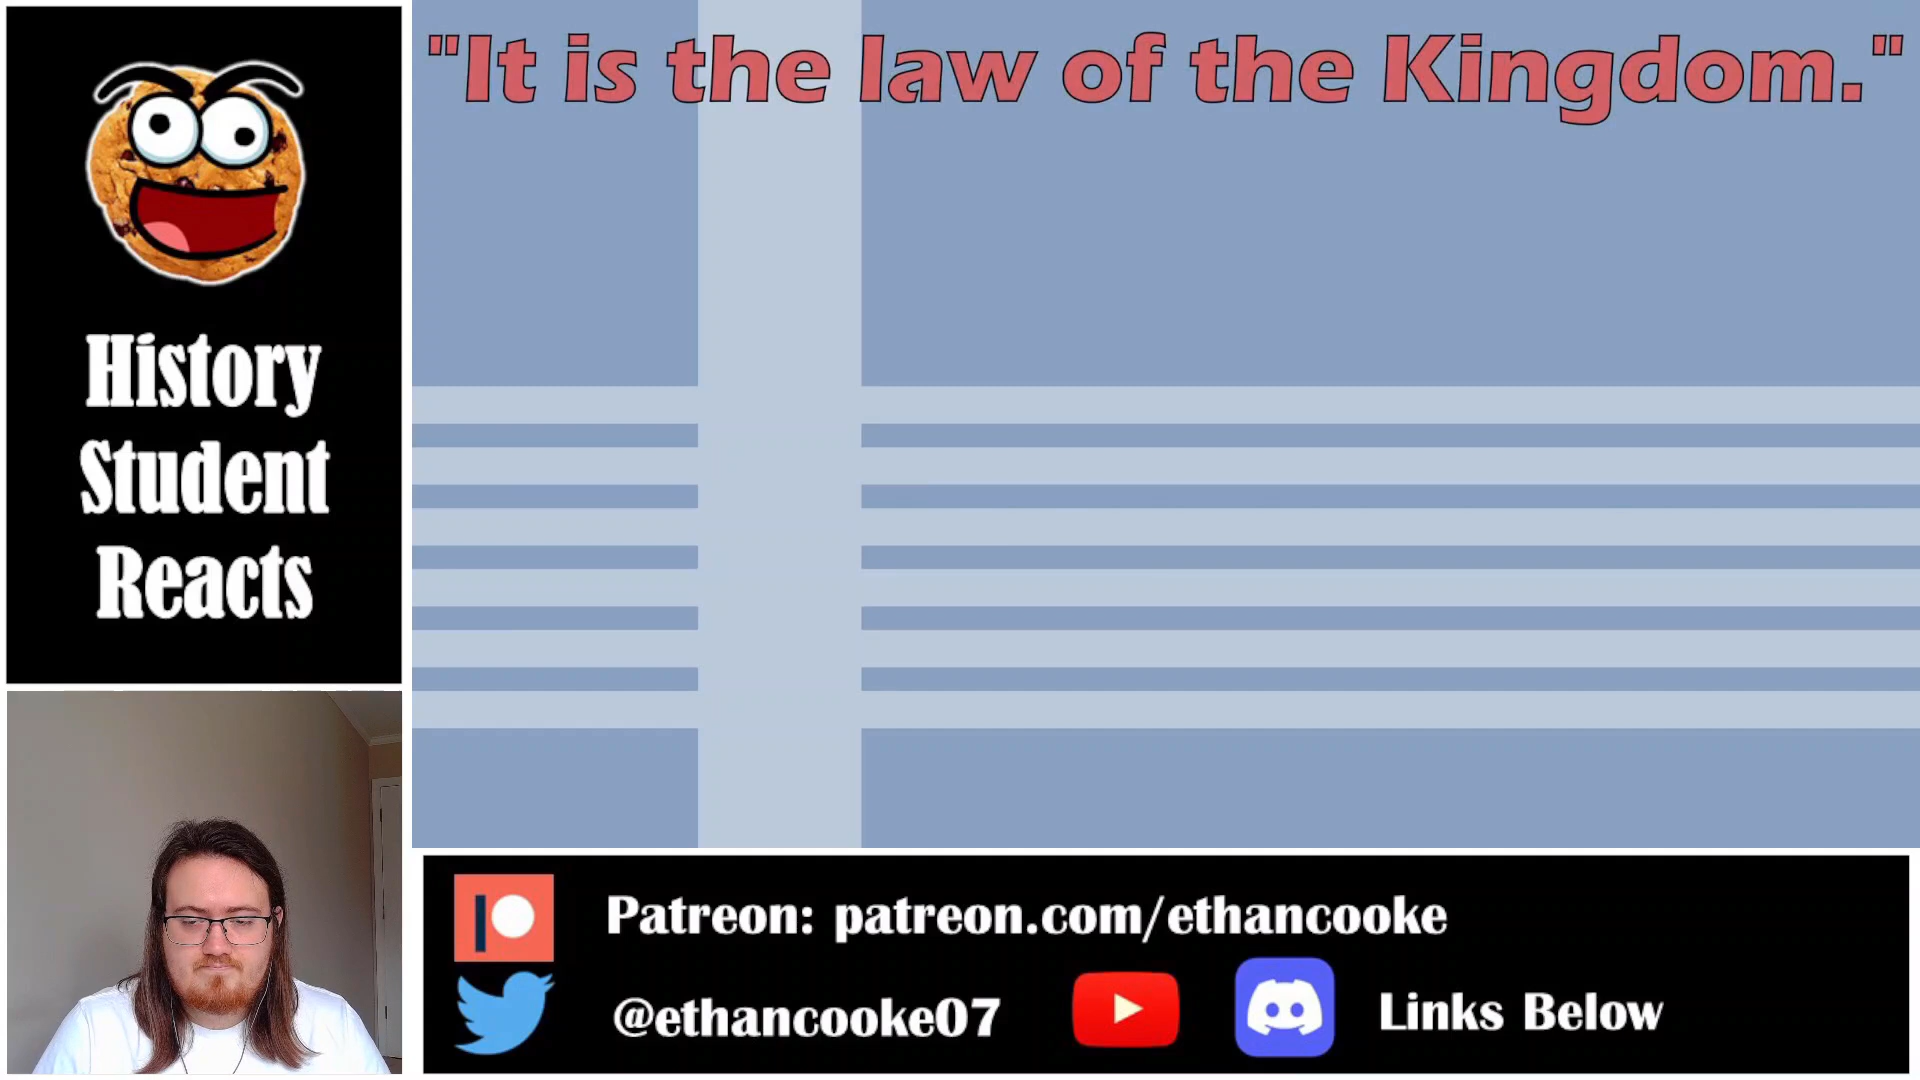 "It is the law of the Kingdom."
History
Student
Reacts
Patreon: patreon.com/ethancooke
@ethancooke07
Links Below